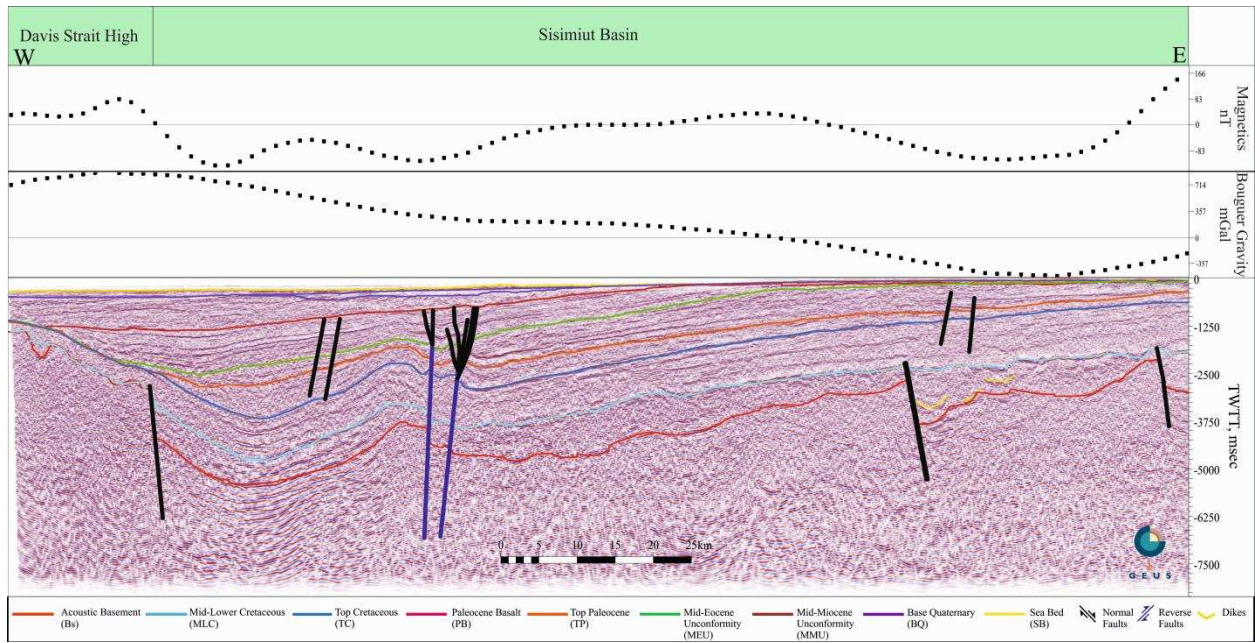 Davis Strait High
Sisimiut Basin
W
E
166
83
0
-83
Magnetics
nT
714
357
0
-357
Bouguer Gravity
mGal
0
-1250
-2500
-3750
-5000
-6250
-7500
TWTT, msec
0 5 10 15 20 25km
GEUS
Acoustic Basement
(Bs)
Mid-Lower Cretaceous
(MLC)
Top Cretaceous
(TC)
Paleocene Basalt
(PB)
Top Paleocene
(TP)
Mid-Eocene
Unconformity
(MEU)
Mid-Miocene
Unconformity
(MMU)
Base Quaternary
(BQ)
Sea Bed
(SB)
Normal
Faults
Reverse
Faults
Dikes